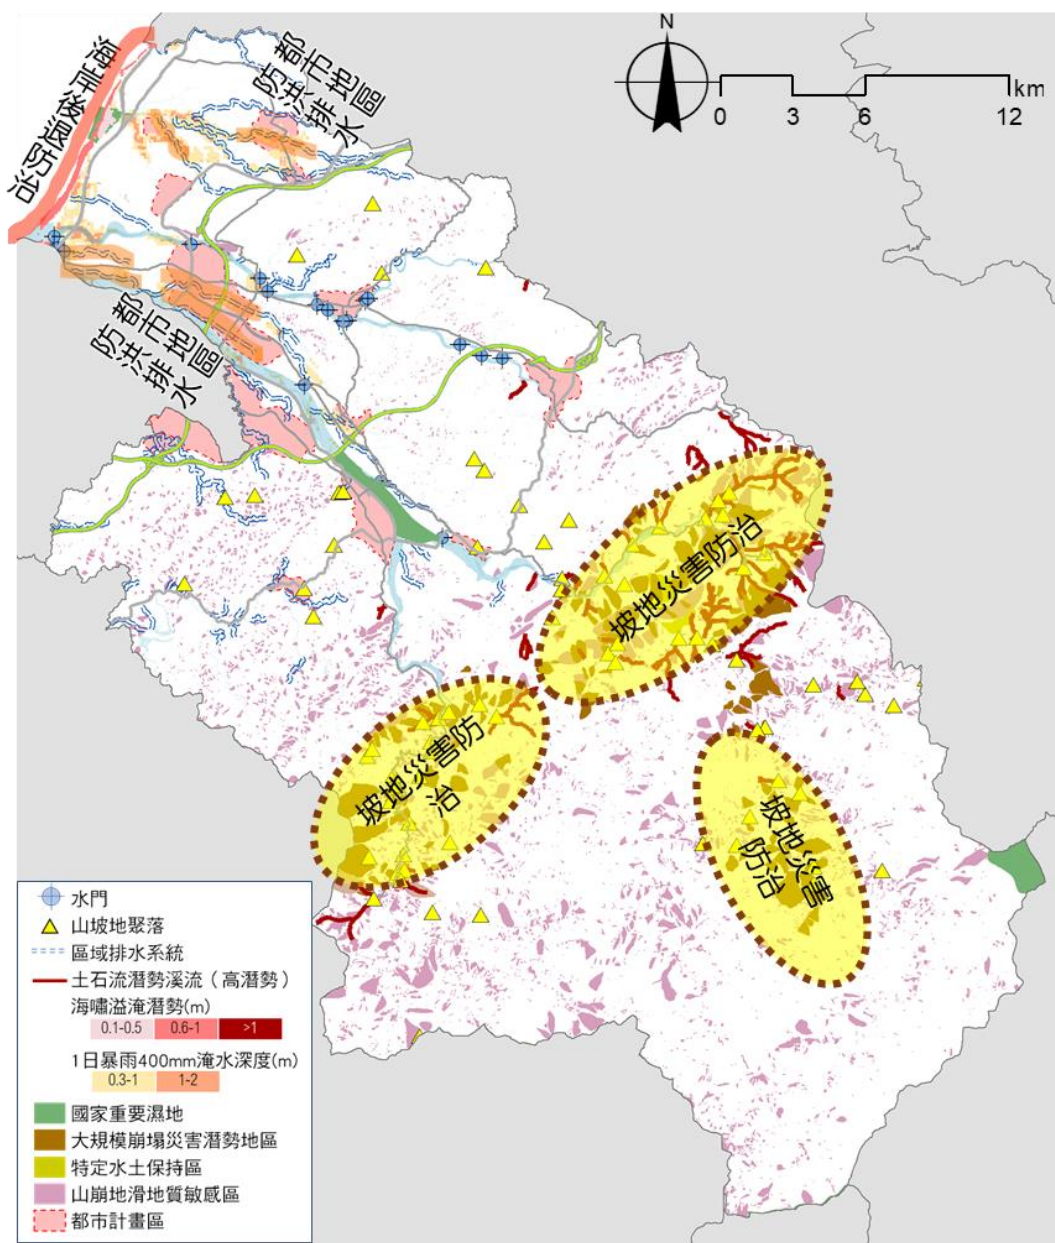 N
km
0 3 6 12
都市地區
防洪排水
都市地區
防洪排水
坡地災害防治
坡地災害防
治
坡地災害
防治
水門
山坡地聚落
區域排水系統
土石流潛勢溪流（高潛勢）
海嘯溢淹潛勢(m)
0.1-0.5 0.6-1 >1
1日暴雨400mm淹水深度(m)
0.3-1 1-2
國家重要濕地
大規模崩塌災害潛勢地區
特定水土保持區
山崩地滑地質敏感區
都市計畫區